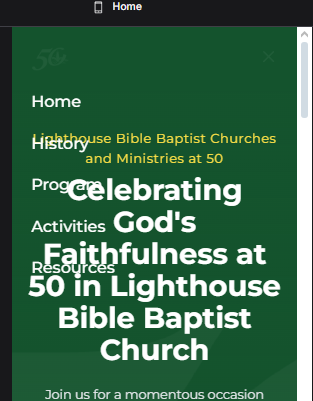 Home
50
Home
Lighthouse Bible Baptist Churches
History
and Ministries at 50
Program
Celebrating
God's
Activities
Faithfulness at
Resources
50 in Lighthouse
Bible Baptist
Church
Join us for a momentous occasion